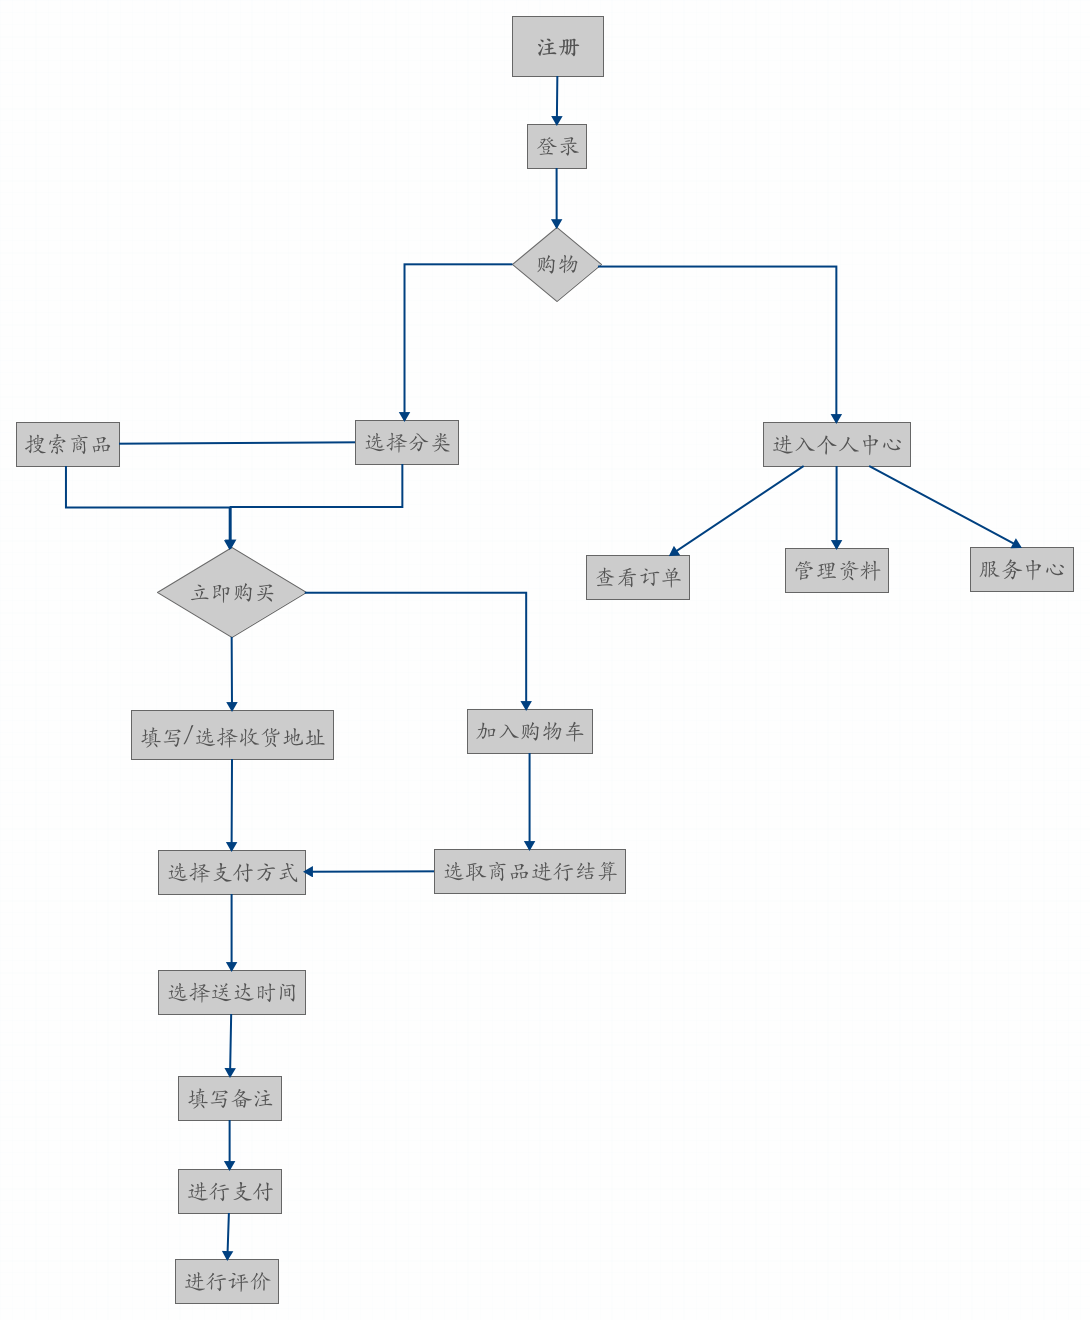 注册
登录
购物
搜索商品
选择分类
进入个人中心
查看订单
管理资料
服务中心
立即购买
填写/选择收货地址
加入购物车
选择支付方式
选取商品进行结算
选择送达时间
填写备注
进行支付
进行评价